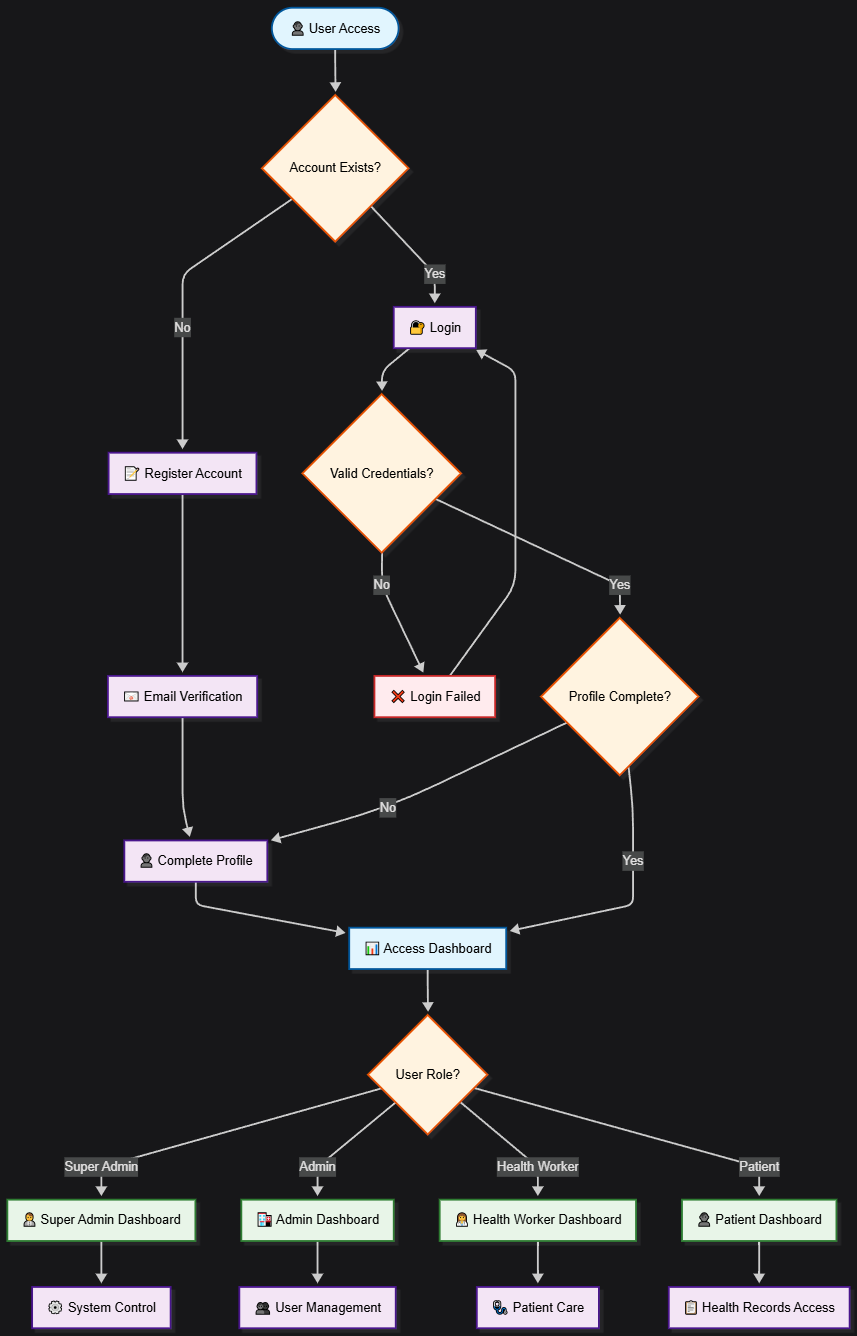 User Access
Account Exists?
Yes
No
Login
Register Account
Valid Credentials?
No
Yes
Email Verification
Login Failed
Profile Complete?
No
Yes
Complete Profile
Access Dashboard
User Role?
Super Admin
Admin
Health Worker
Patient
Super Admin Dashboard
Admin Dashboard
Health Worker Dashboard
Patient Dashboard
System Control
User Management
Patient Care
Health Records Access